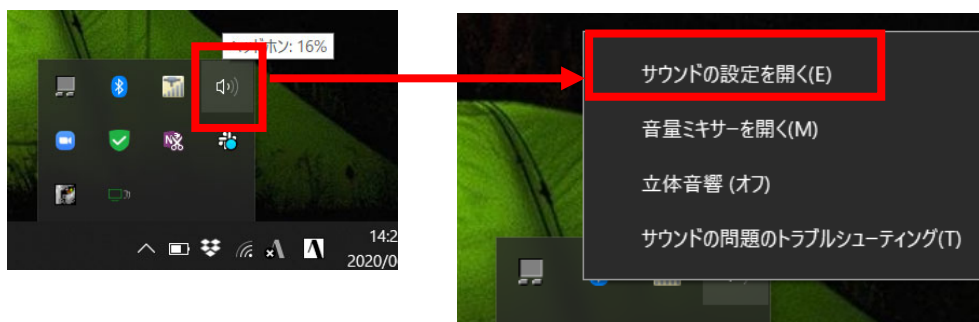 ヘッドホン: 16%
14:2
2020/0
サウンドの設定を開く(E)
音量ミキサーを開く(M)
立体音響 (オフ)
サウンドの問題のトラブルシューティング(T)